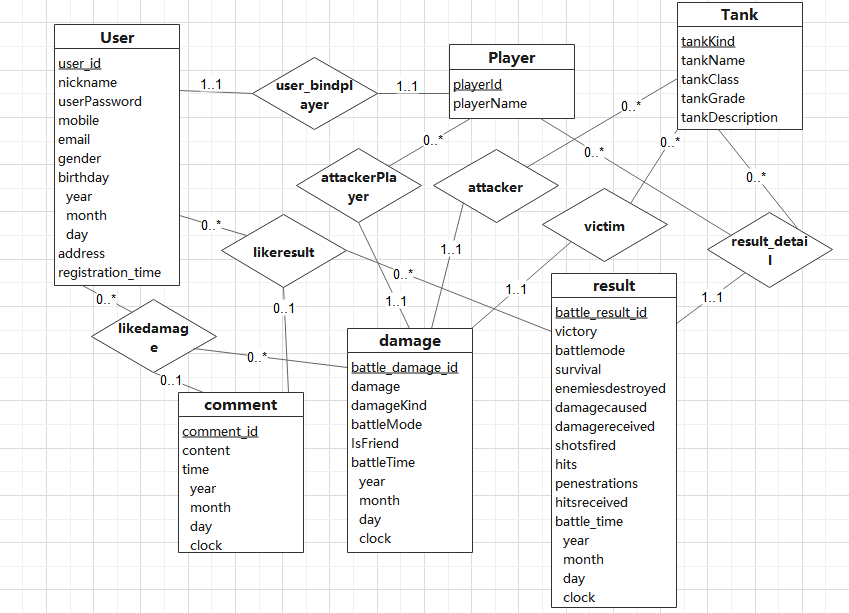 User
user_id
nickname
userPassword
mobile
email
gender
birthday
year
month
day
address
registration_time
1..1
user_bindpl
ayer
1..1
Player
playerId
playerName
Tank
tankKind
tankName
tankClass
tankGrade
tankDescription
0..*
0..*
0..*
0..*
0..*
attackerPla
yer
attacker
victim
result_detai
l
0..*
likeresult
0..*
1..1
1..1
1..1
1..1
0..*
likedamag
e
0..1
0..*
0..1
comment
comment_id
content
time
year
month
day
clock
damage
battle_damage_id
damage
damageKind
battleMode
IsFriend
battleTime
year
month
day
clock
result
battle_result_id
victory
battlemode
survival
enemiesdestroyed
damagecaused
damagereceived
shotsfired
hits
penestrations
hitsreceived
battle_time
year
month
day
clock